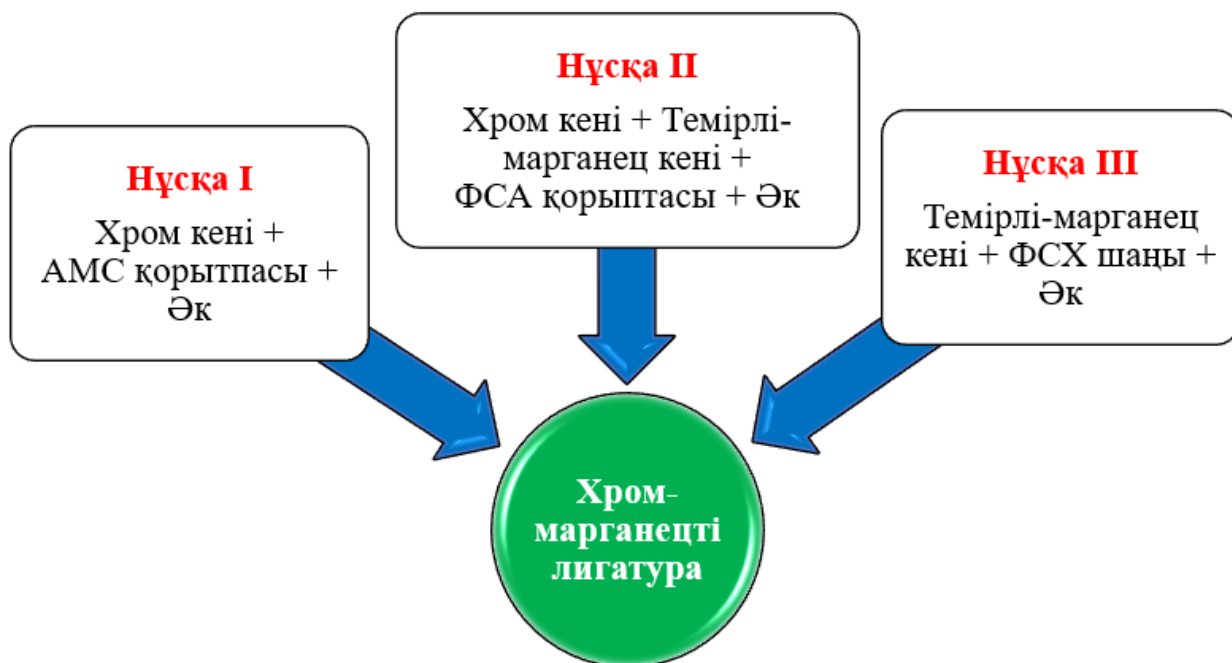 Нұсқа I
Хром кені +
АМС қорытпасы +
Әк
Нұсқа II
Хром кені + Темірлі-
марганец кені +
ФСА қорыптасы + Әк
Нұсқа III
Темірлі-марганец
кені + ФСХ шаңы +
Әк
Хром-
марганецті
лигатура